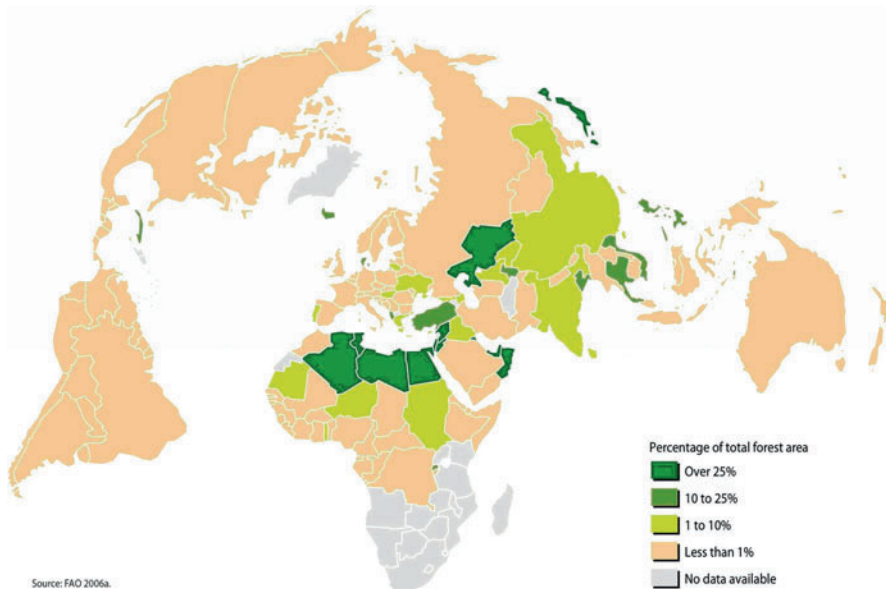 Percentage of total forest area
Over 25%
10 to 25%
1 to 10%
Less than 1%
No data available
Source: FAO 2006a.